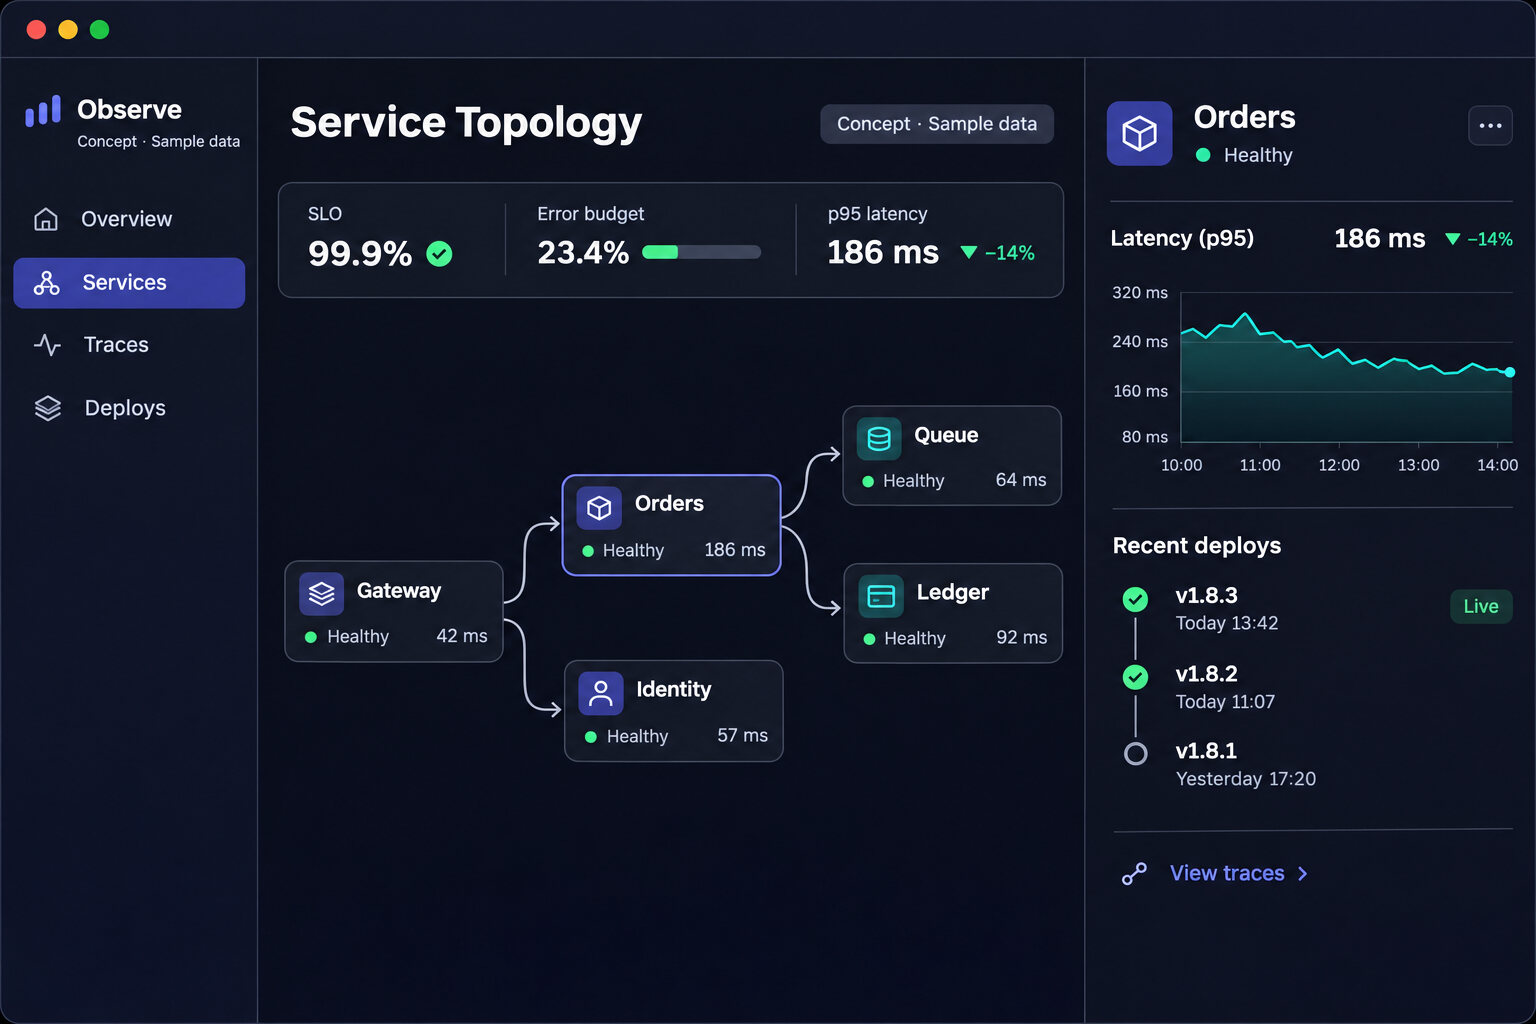 Observe
Concept · Sample data
Overview
Services
Traces
Deploys
Service Topology
Concept · Sample data
SLO
99.9%
Error budget
23.4%
p95 latency
186 ms
−14%
Gateway
Healthy
42 ms
Orders
Healthy
186 ms
Identity
Healthy
57 ms
Queue
Healthy
64 ms
Ledger
Healthy
92 ms
Orders
Healthy
Latency (p95)
186 ms
−14%
320 ms
240 ms
160 ms
80 ms
10:00 11:00 12:00 13:00 14:00
Recent deploys
v1.8.3
Today 13:42
Live
v1.8.2
Today 11:07
v1.8.1
Yesterday 17:20
View traces